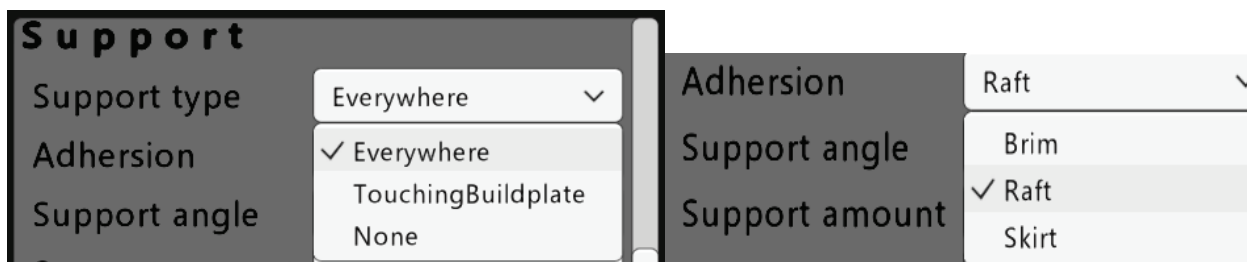 Support
Support type Everywhere
Adhersion ✓ Everywhere
TouchingBuildplate
Support angle
None
Adhersion Raft
Brim
Support angle
✓ Raft
Support amount
Skirt